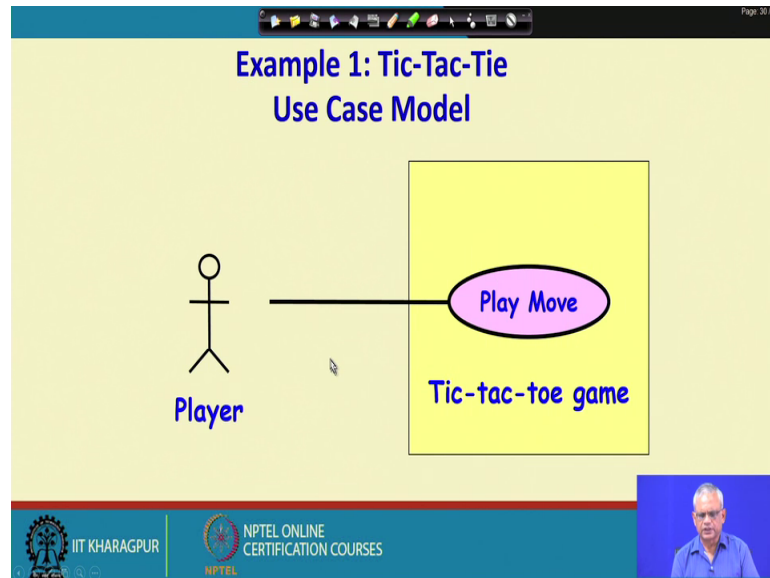 Page: 30
Example 1: Tic-Tac-Tie
Use Case Model
Play Move
Tic-tac-toe game
Player
IIT KHARAGPUR
NPTEL
NPTEL ONLINE
CERTIFICATION COURSES